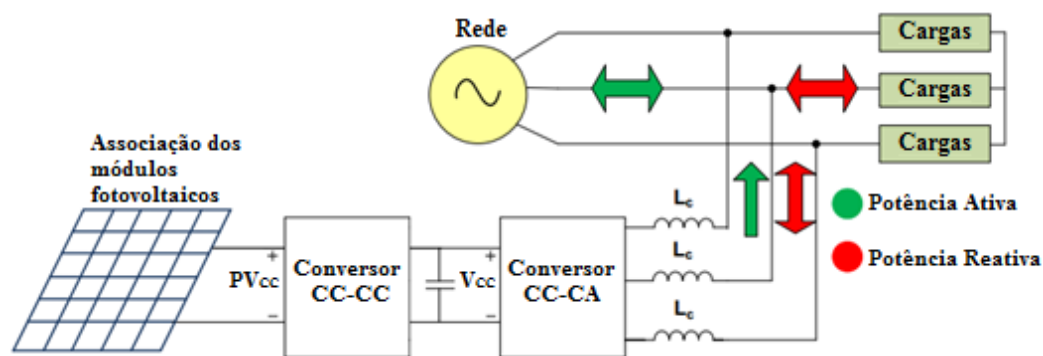 Rede
Cargas
Cargas
Cargas
Associação dos
módulos
fotovoltaicos
Potência Ativa
Potência Reativa
+
PVcc
−
Conversor
CC-CC
+
Vcc
−
Conversor
CC-CA
Lc
Lc
Lc